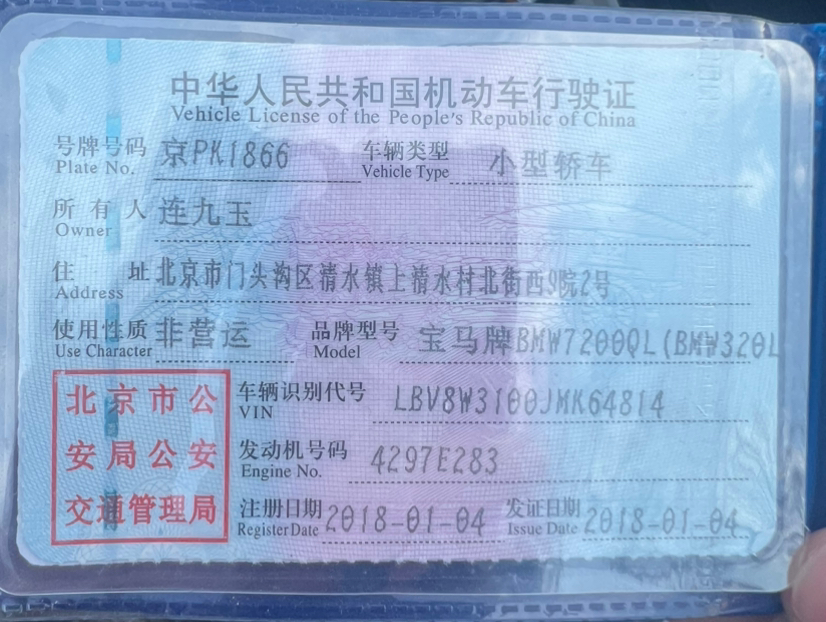 中华人民共和国机动车行驶证
Vehicle License of the People's Republic of China
号牌号码 京PK1866 车辆类型 小型轿车
Plate No. Vehicle Type
所有人 连九玉
Owner
住址 北京市门头沟区清水镇上清水村北街西9院2号
Address
使用性质 非营运 品牌型号 宝马牌BMW7200QL(BMW320L
Use Character Model
北京市公安局公安交通管理局
车辆识别代号 LBV8W3100JMK64814
VIN
发动机号码 4297E283
Engine No.
注册日期 2018-01-04 发证日期 2018-01-04
Register Date Issue Date